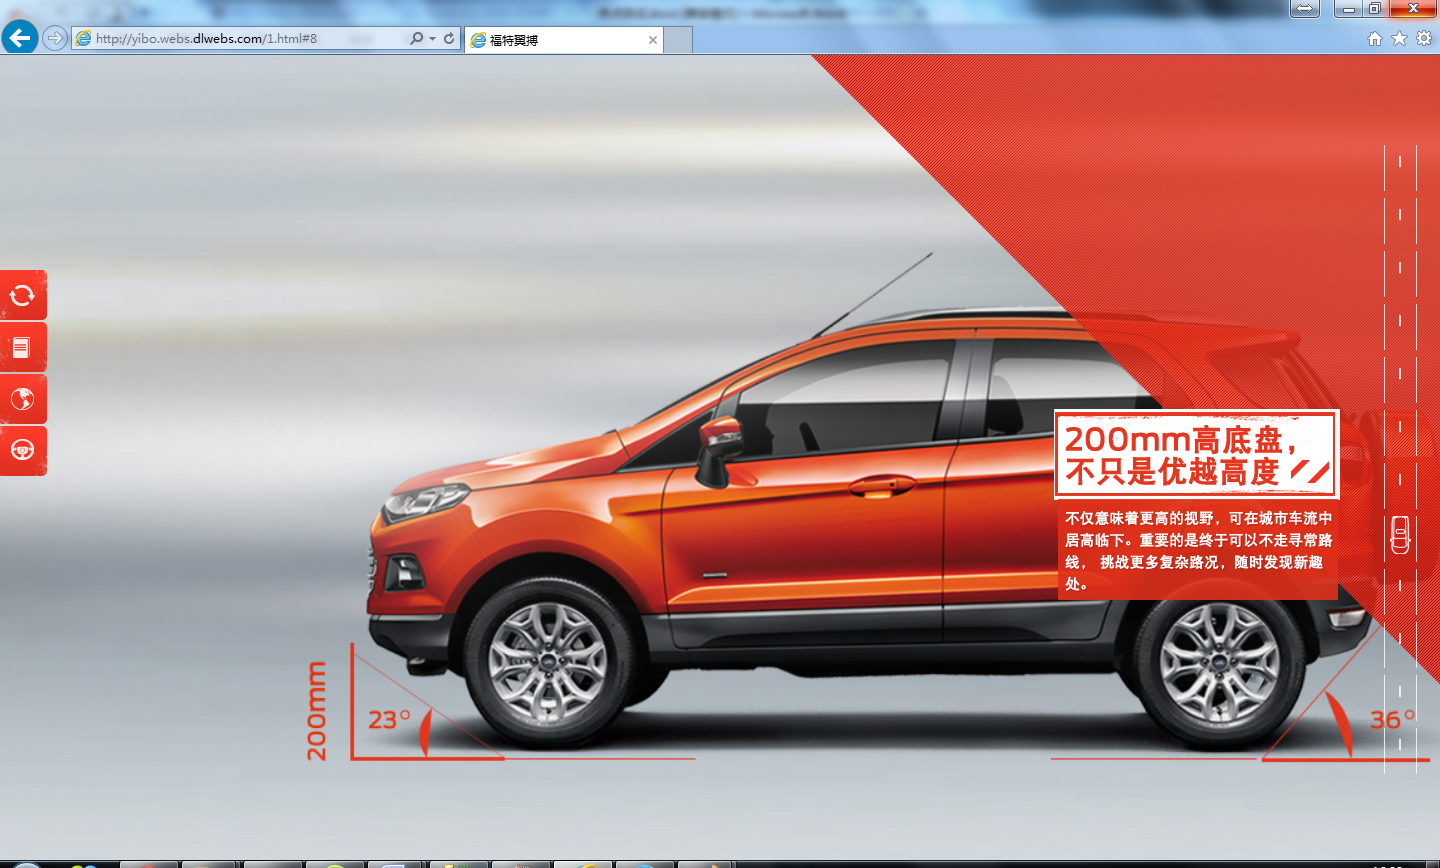 http://yibo.webs.dlwebs.com/1.html#8
福特翼搏
200mm高底盘，
不只是优越高度
不仅意味着更高的视野，可在城市车流中
居高临下。重要的是终于可以不走寻常路
线， 挑战更多复杂路况，随时发现新趣
处。
200mm
23°
36°